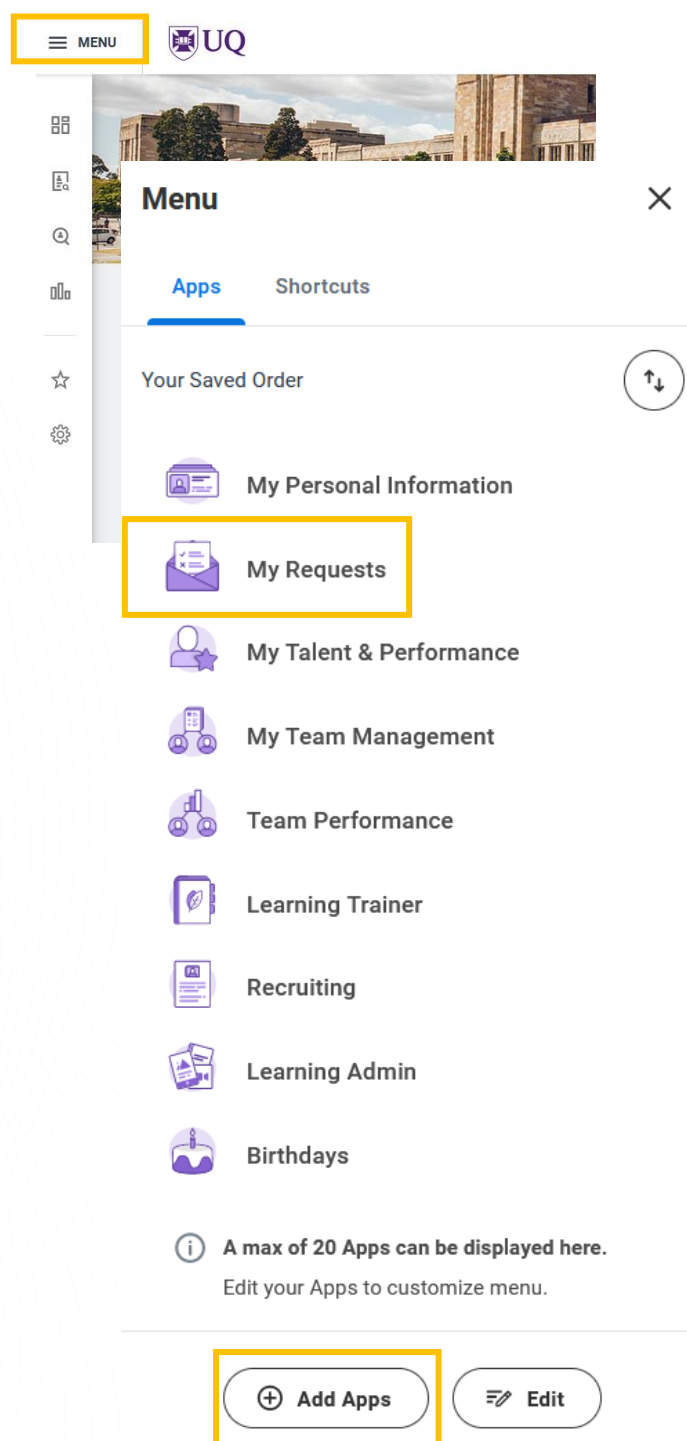 MENU
UQ
Menu
Apps
Shortcuts
Your Saved Order
My Personal Information
My Requests
My Talent & Performance
My Team Management
Team Performance
Learning Trainer
Recruiting
Learning Admin
Birthdays
A max of 20 Apps can be displayed here.
Edit your Apps to customize menu.
Add Apps
Edit